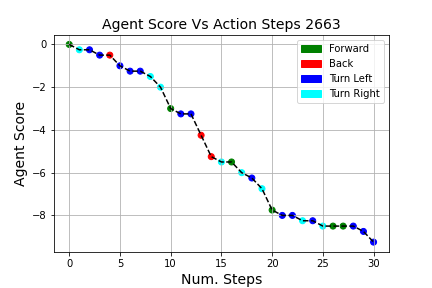 Agent Score Vs Action Steps 2663
Forward
Back
Turn Left
Turn Right
Agent Score
0
−2
−4
−6
−8
0 5 10 15 20 25 30
Num. Steps